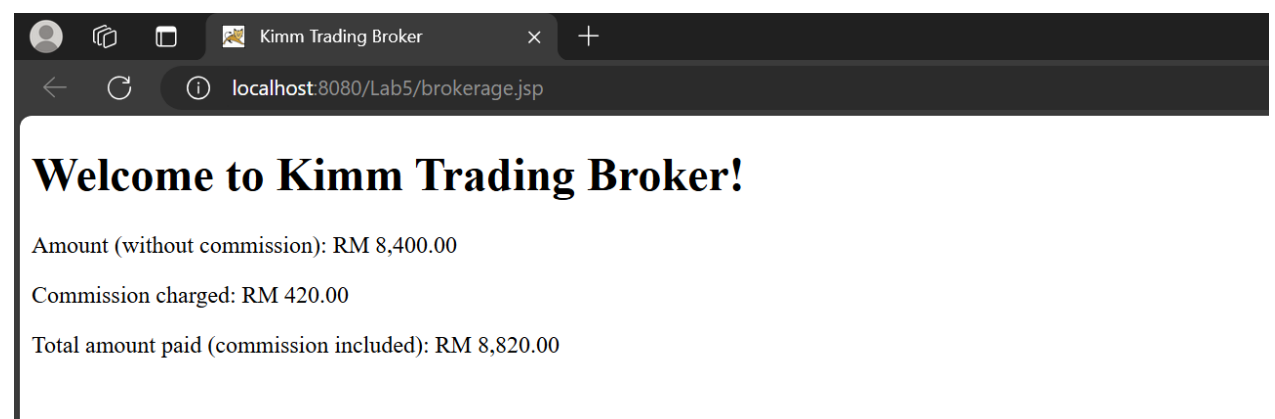 Kimm Trading Broker
localhost:8080/Lab5/brokerage.jsp
Welcome to Kimm Trading Broker!
Amount (without commission): RM 8,400.00
Commission charged: RM 420.00
Total amount paid (commission included): RM 8,820.00